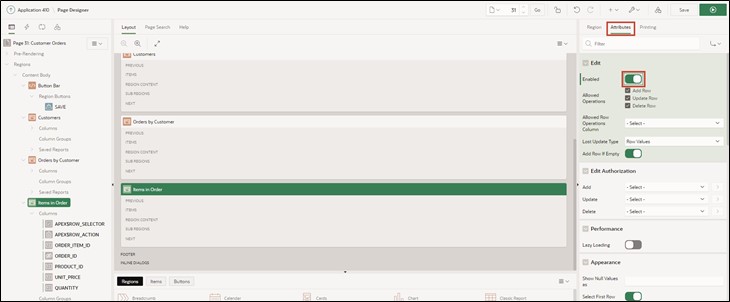 Application 433 \ Page Designer
31
Go
Save
Page 31: Customer Orders
Pre-Rendering
Regions
Content Body
Button Bar
Region Buttons
SAVE
Customers
Columns
Column Groups
Saved Reports
Orders by Customer
Columns
Column Groups
Saved Reports
Items in Order
Columns
APEX$ROW_SELECTOR
APEX$ROW_ACTION
ORDER_ITEM_ID
ORDER_ID
PRODUCT_ID
UNIT_PRICE
QUANTITY
Layout
Page Search
Help
Customers
PREVIOUS
ITEMS
REGION CONTENT
SUB REGIONS
NEXT
Orders by Customer
PREVIOUS
ITEMS
REGION CONTENT
SUB REGIONS
NEXT
Items in Order
PREVIOUS
ITEMS
REGION CONTENT
SUB REGIONS
NEXT
FOOTER
INLINE DIALOGS
Regions
Items
Buttons
Breadcrumb
Calendar
Cards
Chart
Classic Report
Region
Attributes
Printing
Filter
Edit
Enabled
Allowed Operations
Add Row
Update Row
Delete Row
Allowed Row Operations Column
- Select -
Lost Update Type
Row Values
Add Row If Empty
Edit Authorization
Add
- Select -
Update
- Select -
Delete
- Select -
Performance
Lazy Loading
Appearance
Show Null Values as
Select First Row